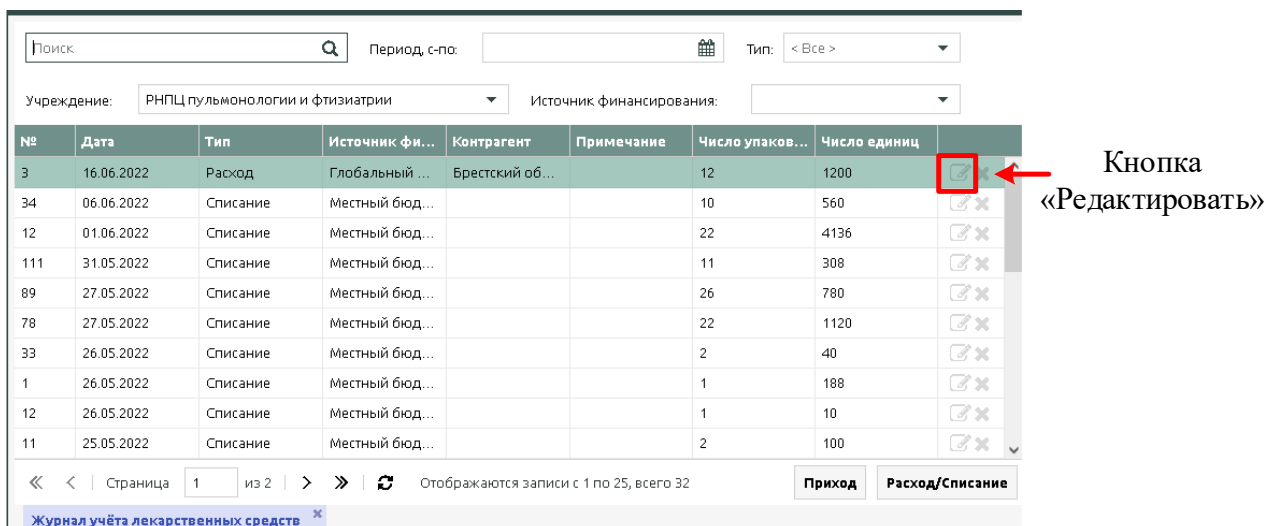 Поиск Период, с-по: Тип: < Все >
Учреждение: РНПЦ пульмонологии и фтизиатрии Источник финансирования:
№ Дата Тип Источник фи... Контрагент Примечание Число упаков... Число единиц
3 16.06.2022 Расход Глобальный ... Брестский об... 12 1200
34 06.06.2022 Списание Местный бюд... 10 560
12 01.06.2022 Списание Местный бюд... 22 4136
111 31.05.2022 Списание Местный бюд... 11 308
89 27.05.2022 Списание Местный бюд... 26 780
78 27.05.2022 Списание Местный бюд... 22 1120
33 26.05.2022 Списание Местный бюд... 2 40
1 26.05.2022 Списание Местный бюд... 1 188
12 26.05.2022 Списание Местный бюд... 1 10
11 25.05.2022 Списание Местный бюд... 2 100
Страница 1 из 2 Отображаются записи с 1 по 25, всего 32 Приход Расход/Списание
Журнал учёта лекарственных средств
Кнопка
«Редактировать»